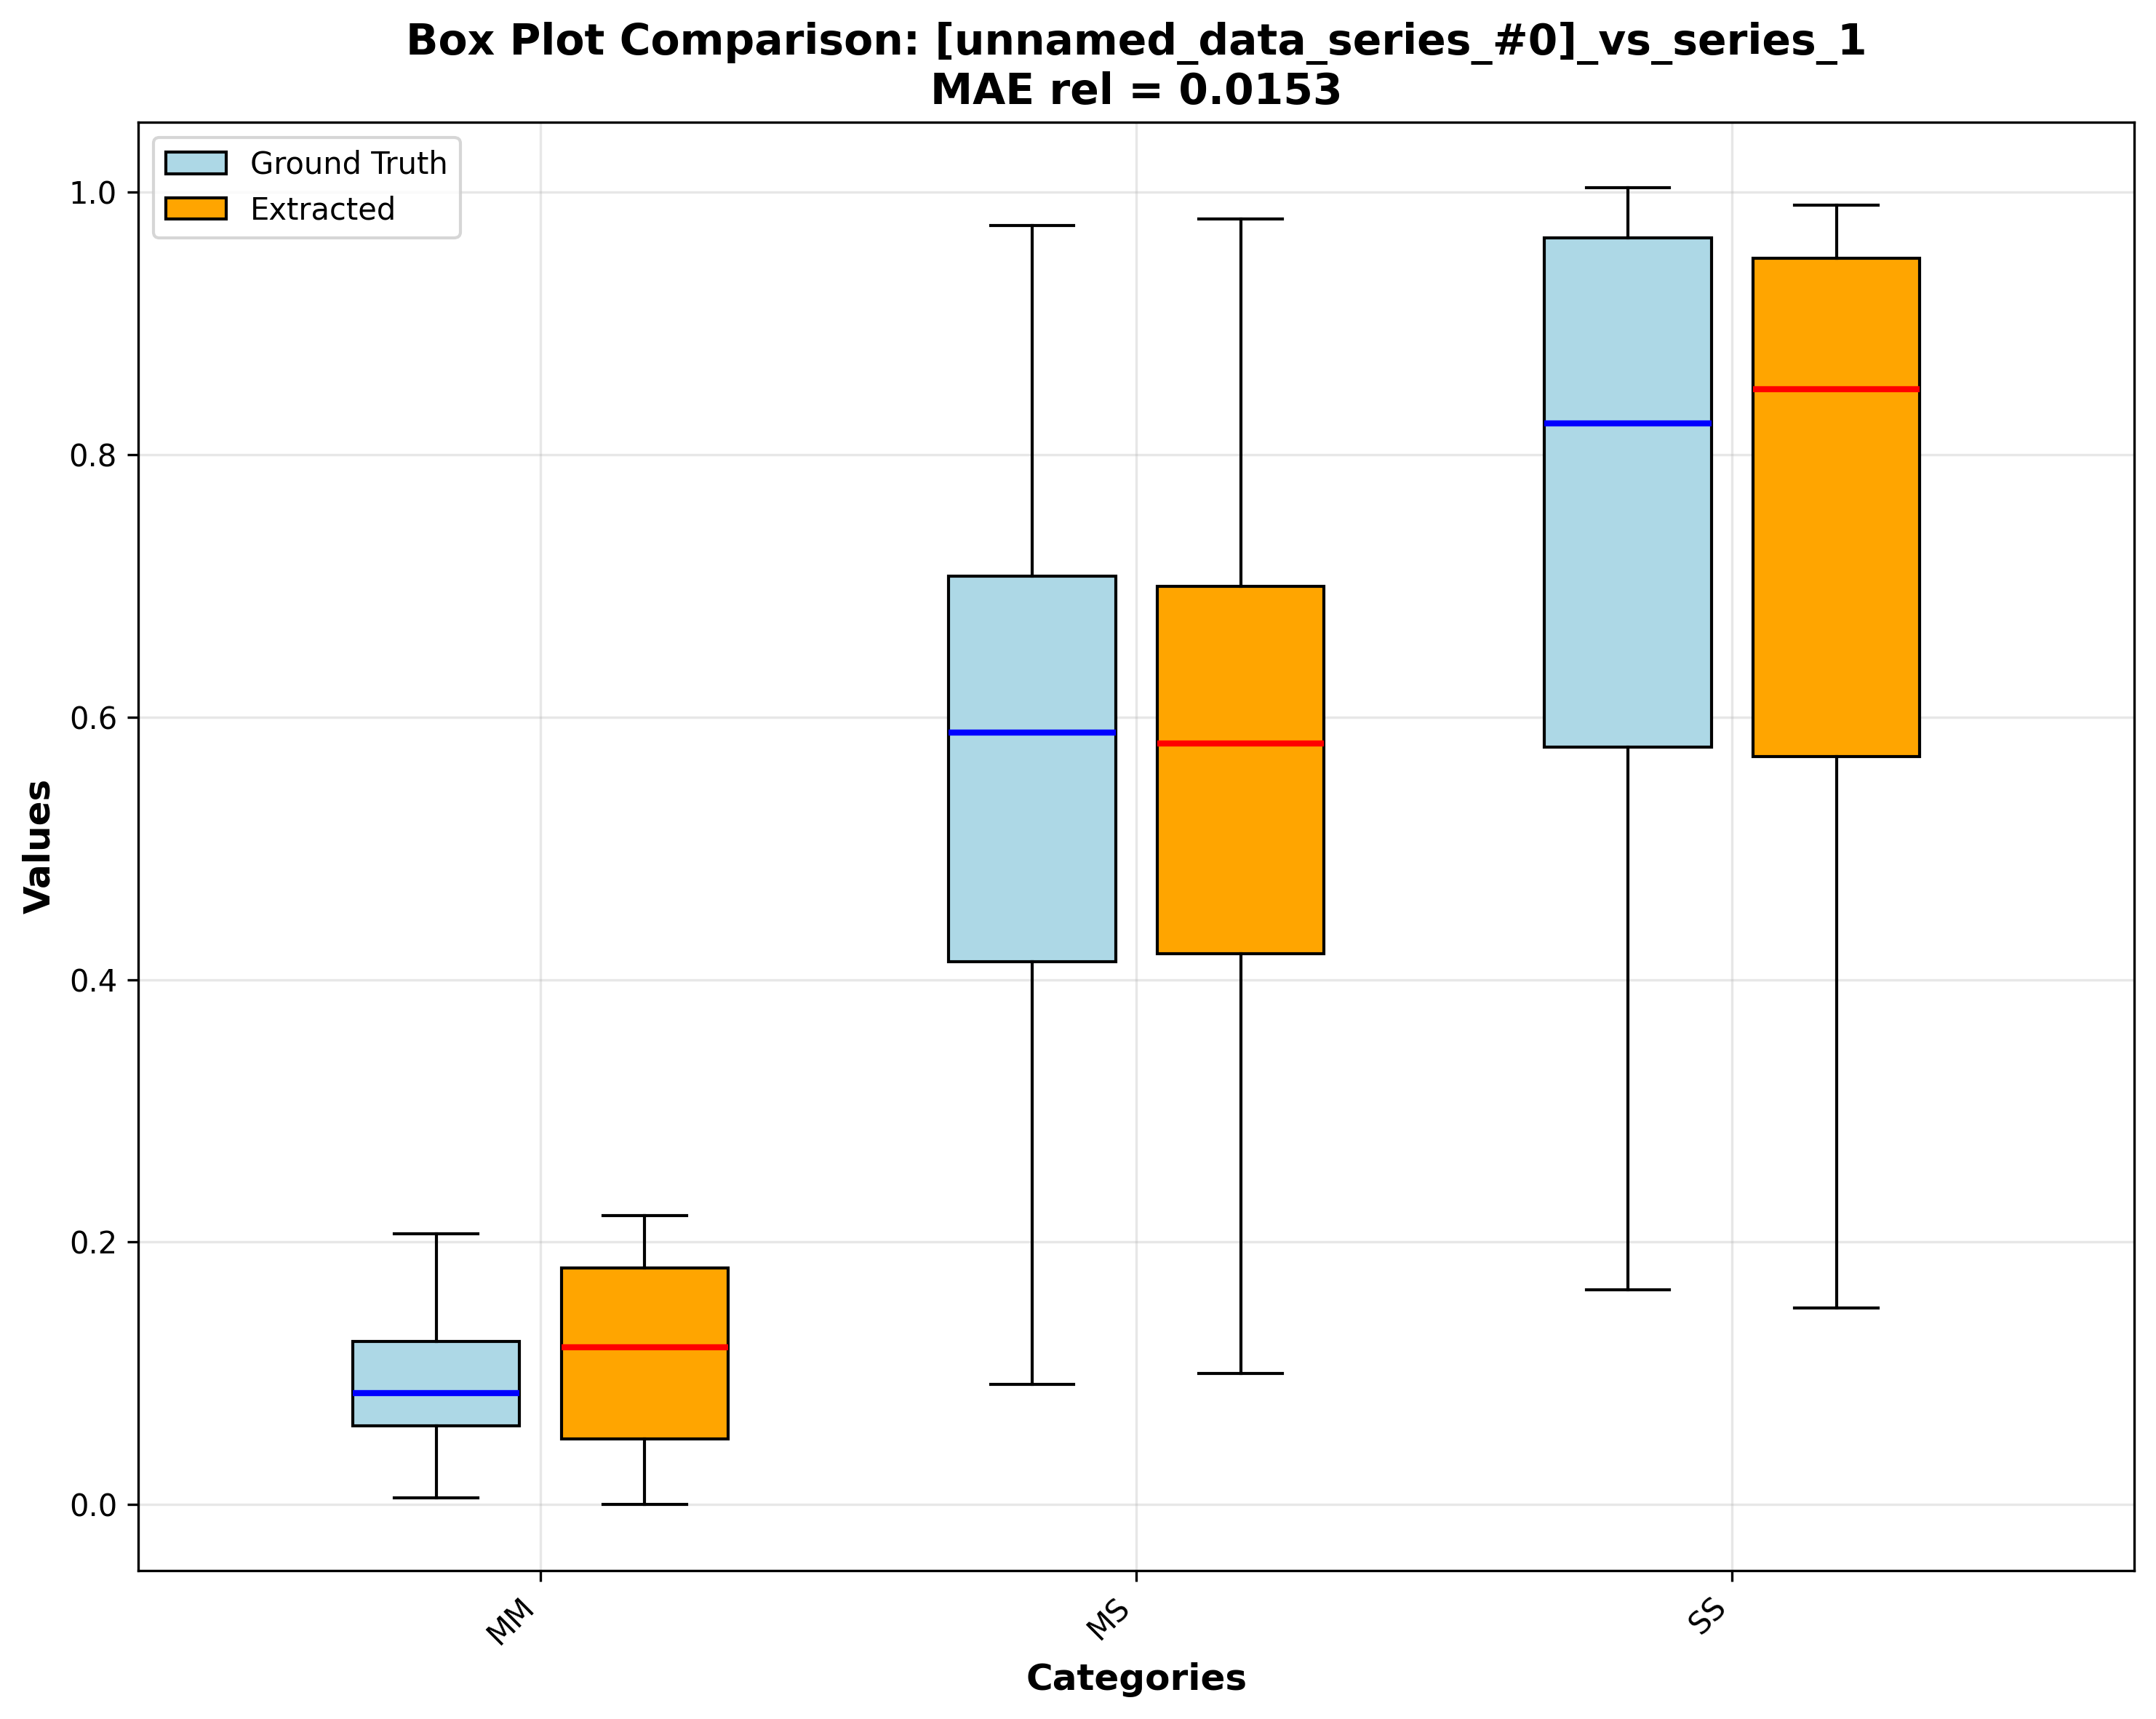 Box Plot Comparison: [unnamed_data_series_#0]_vs_series_1
MAE rel = 0.0153
Ground Truth
Extracted
1.0
0.8
0.6
0.4
0.2
0.0
Values
MM
MS
SS
Categories